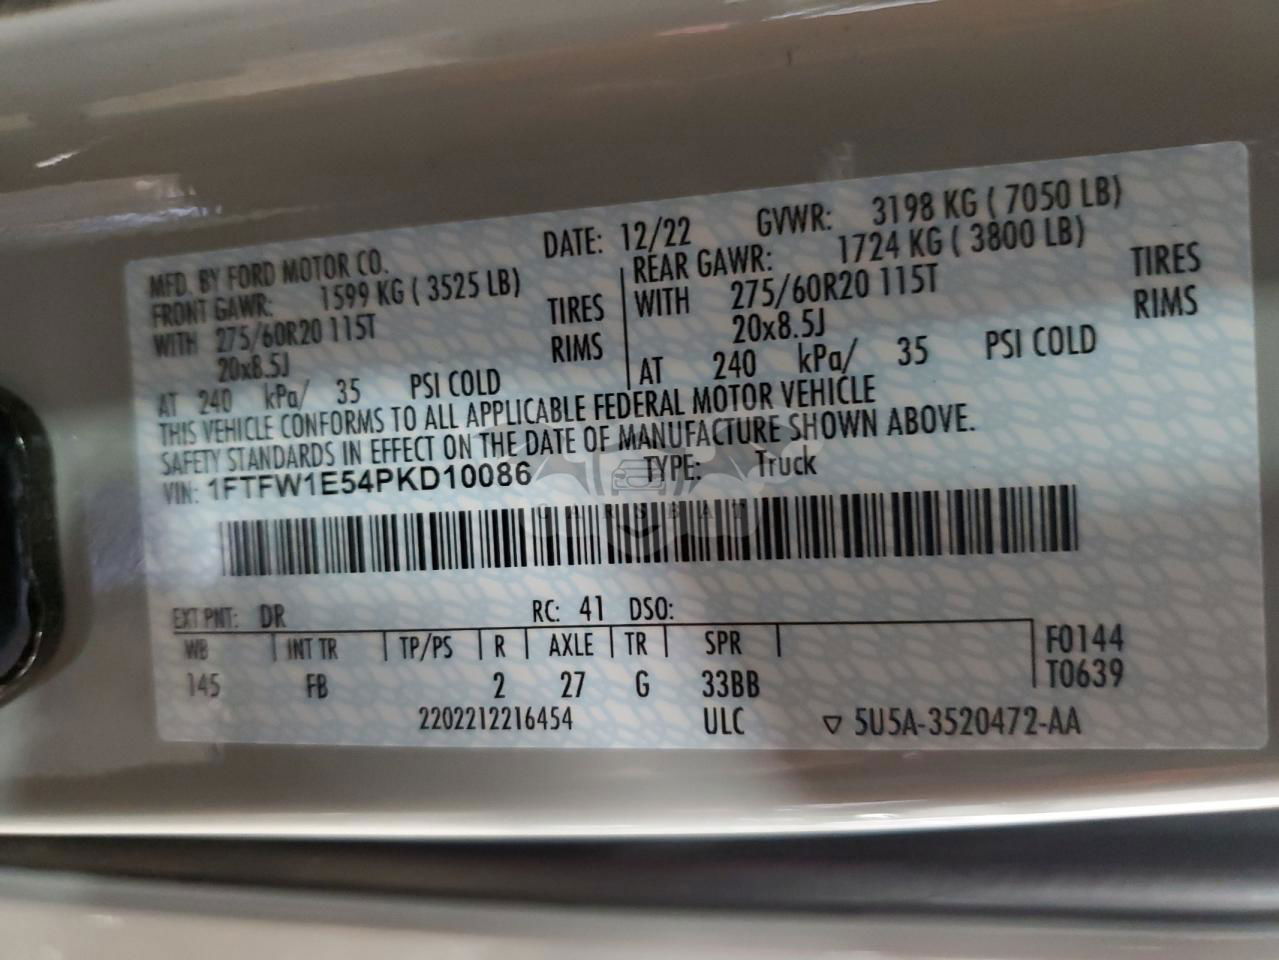 MFD. BY FORD MOTOR CO. DATE: 12/22 GVWR: 3198 KG ( 7050 LB)
FRONT GAWR: 1599 KG ( 3525 LB) REAR GAWR: 1724 KG ( 3800 LB)
WITH 275/60R20 115T TIRES WITH 275/60R20 115T TIRES
20x8.5J RIMS 20x8.5J RIMS
AT 240 kPa/ 35 PSI COLD AT 240 kPa/ 35 PSI COLD
THIS VEHICLE CONFORMS TO ALL APPLICABLE FEDERAL MOTOR VEHICLE
SAFETY STANDARDS IN EFFECT ON THE DATE OF MANUFACTURE SHOWN ABOVE.
VIN: 1FTFW1E54PKD10086 TYPE: Truck
CARSBAT
EXT PNT: DR RC: 41 DSO:
WB INT TR TP/PS R AXLE TR SPR F0144
145 FB 2 27 G 33BB T0639
2202212216454 ULC ▽ 5U5A-3520472-AA